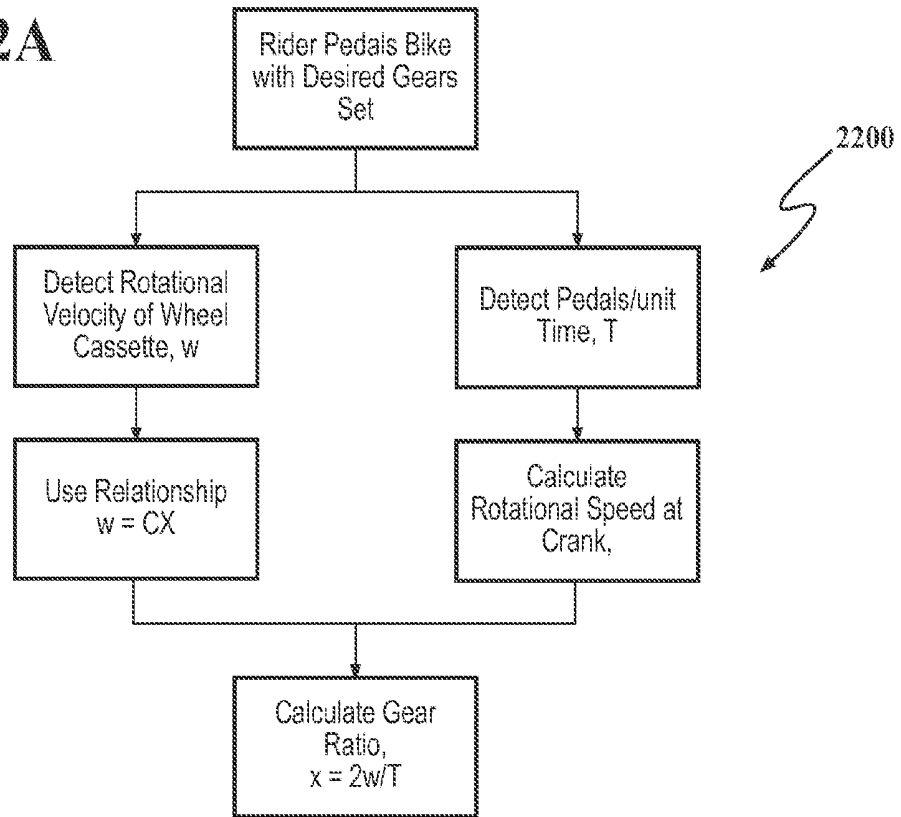 2A
Rider Pedals Bike
with Desired Gears
Set
2200
Detect Rotational
Velocity of Wheel
Cassette, w
Detect Pedals/unit
Time, T
Use Relationship
w = CX
Calculate
Rotational Speed at
Crank,
Calculate Gear
Ratio,
x = 2w/T